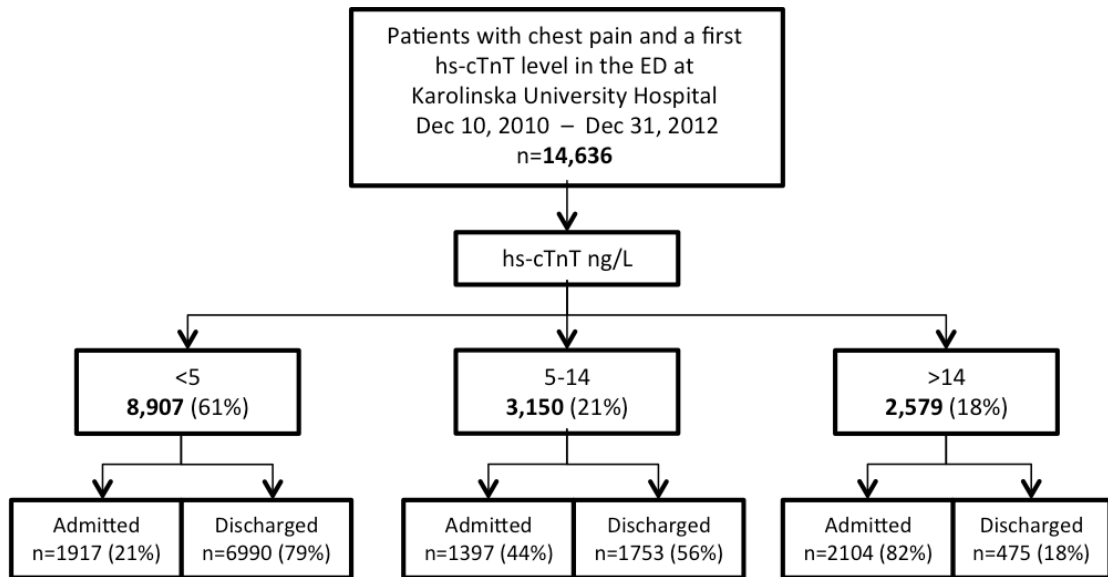 Patients with chest pain and a first
hs-cTnT level in the ED at
Karolinska University Hospital
Dec 10, 2010 – Dec 31, 2012
n=14,636
hs-cTnT ng/L
<5
8,907 (61%)
5-14
3,150 (21%)
>14
2,579 (18%)
Admitted
n=1917 (21%)
Discharged
n=6990 (79%)
Admitted
n=1397 (44%)
Discharged
n=1753 (56%)
Admitted
n=2104 (82%)
Discharged
n=475 (18%)